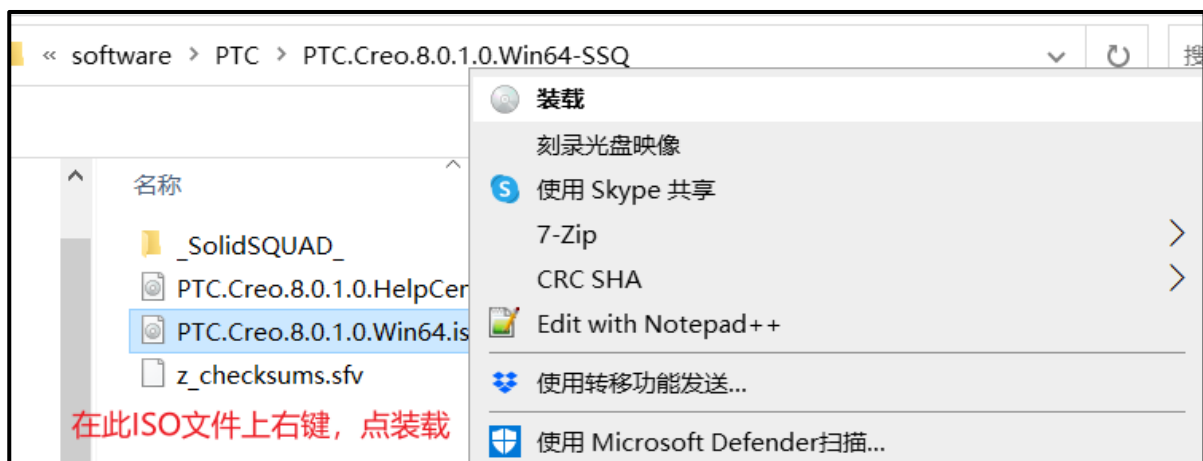 « software > PTC > PTC.Creo.8.0.1.0.Win64-SSQ
搜
装载
刻录光盘映像
名称
使用 Skype 共享
7-Zip
_SolidSQUAD_
CRC SHA
PTC.Creo.8.0.1.0.HelpCer
Edit with Notepad++
PTC.Creo.8.0.1.0.Win64.is
z_checksums.sfv
使用转移功能发送...
在此ISO文件上右键，点装载
使用 Microsoft Defender扫描...